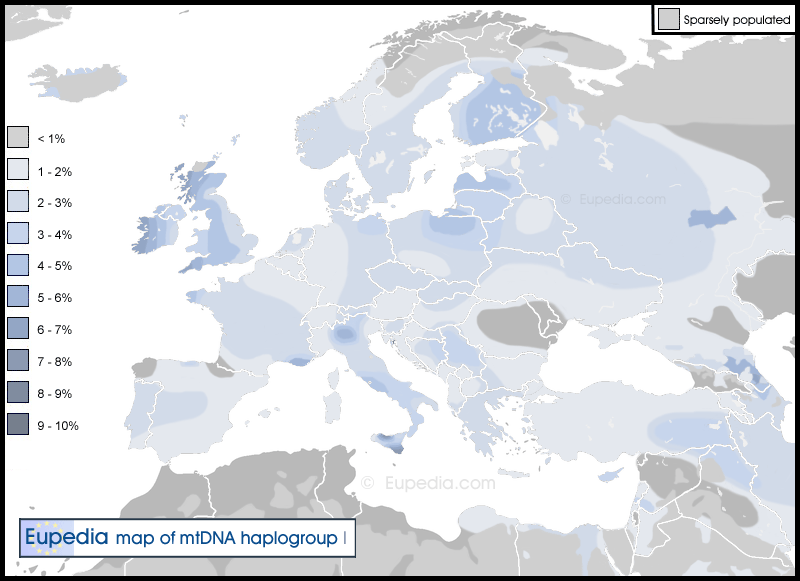 Sparsely populated
< 1%
1 - 2%
2 - 3%
3 - 4%
4 - 5%
5 - 6%
6 - 7%
7 - 8%
8 - 9%
9 - 10%
© Eupedia.com
© Eupedia.com
Eupedia map of mtDNA haplogroup I